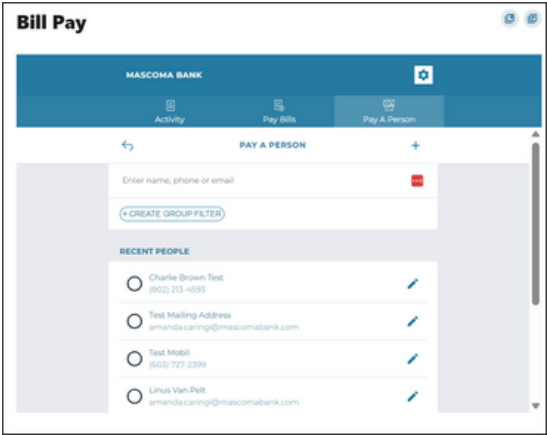 Bill Pay
MASCOMA BANK
Activity
Pay Bills
Pay A Person
PAY A PERSON
Enter name, phone or email
+ CREATE GROUP FILTER
RECENT PEOPLE
Charlie Brown Test
(802) 213-4593
Test Mailing Address
amanda.caringi@mascomabank.com
Test Mobil
(603) 727-2399
Linus Van Pelt
amanda.caringi@mascomabank.com